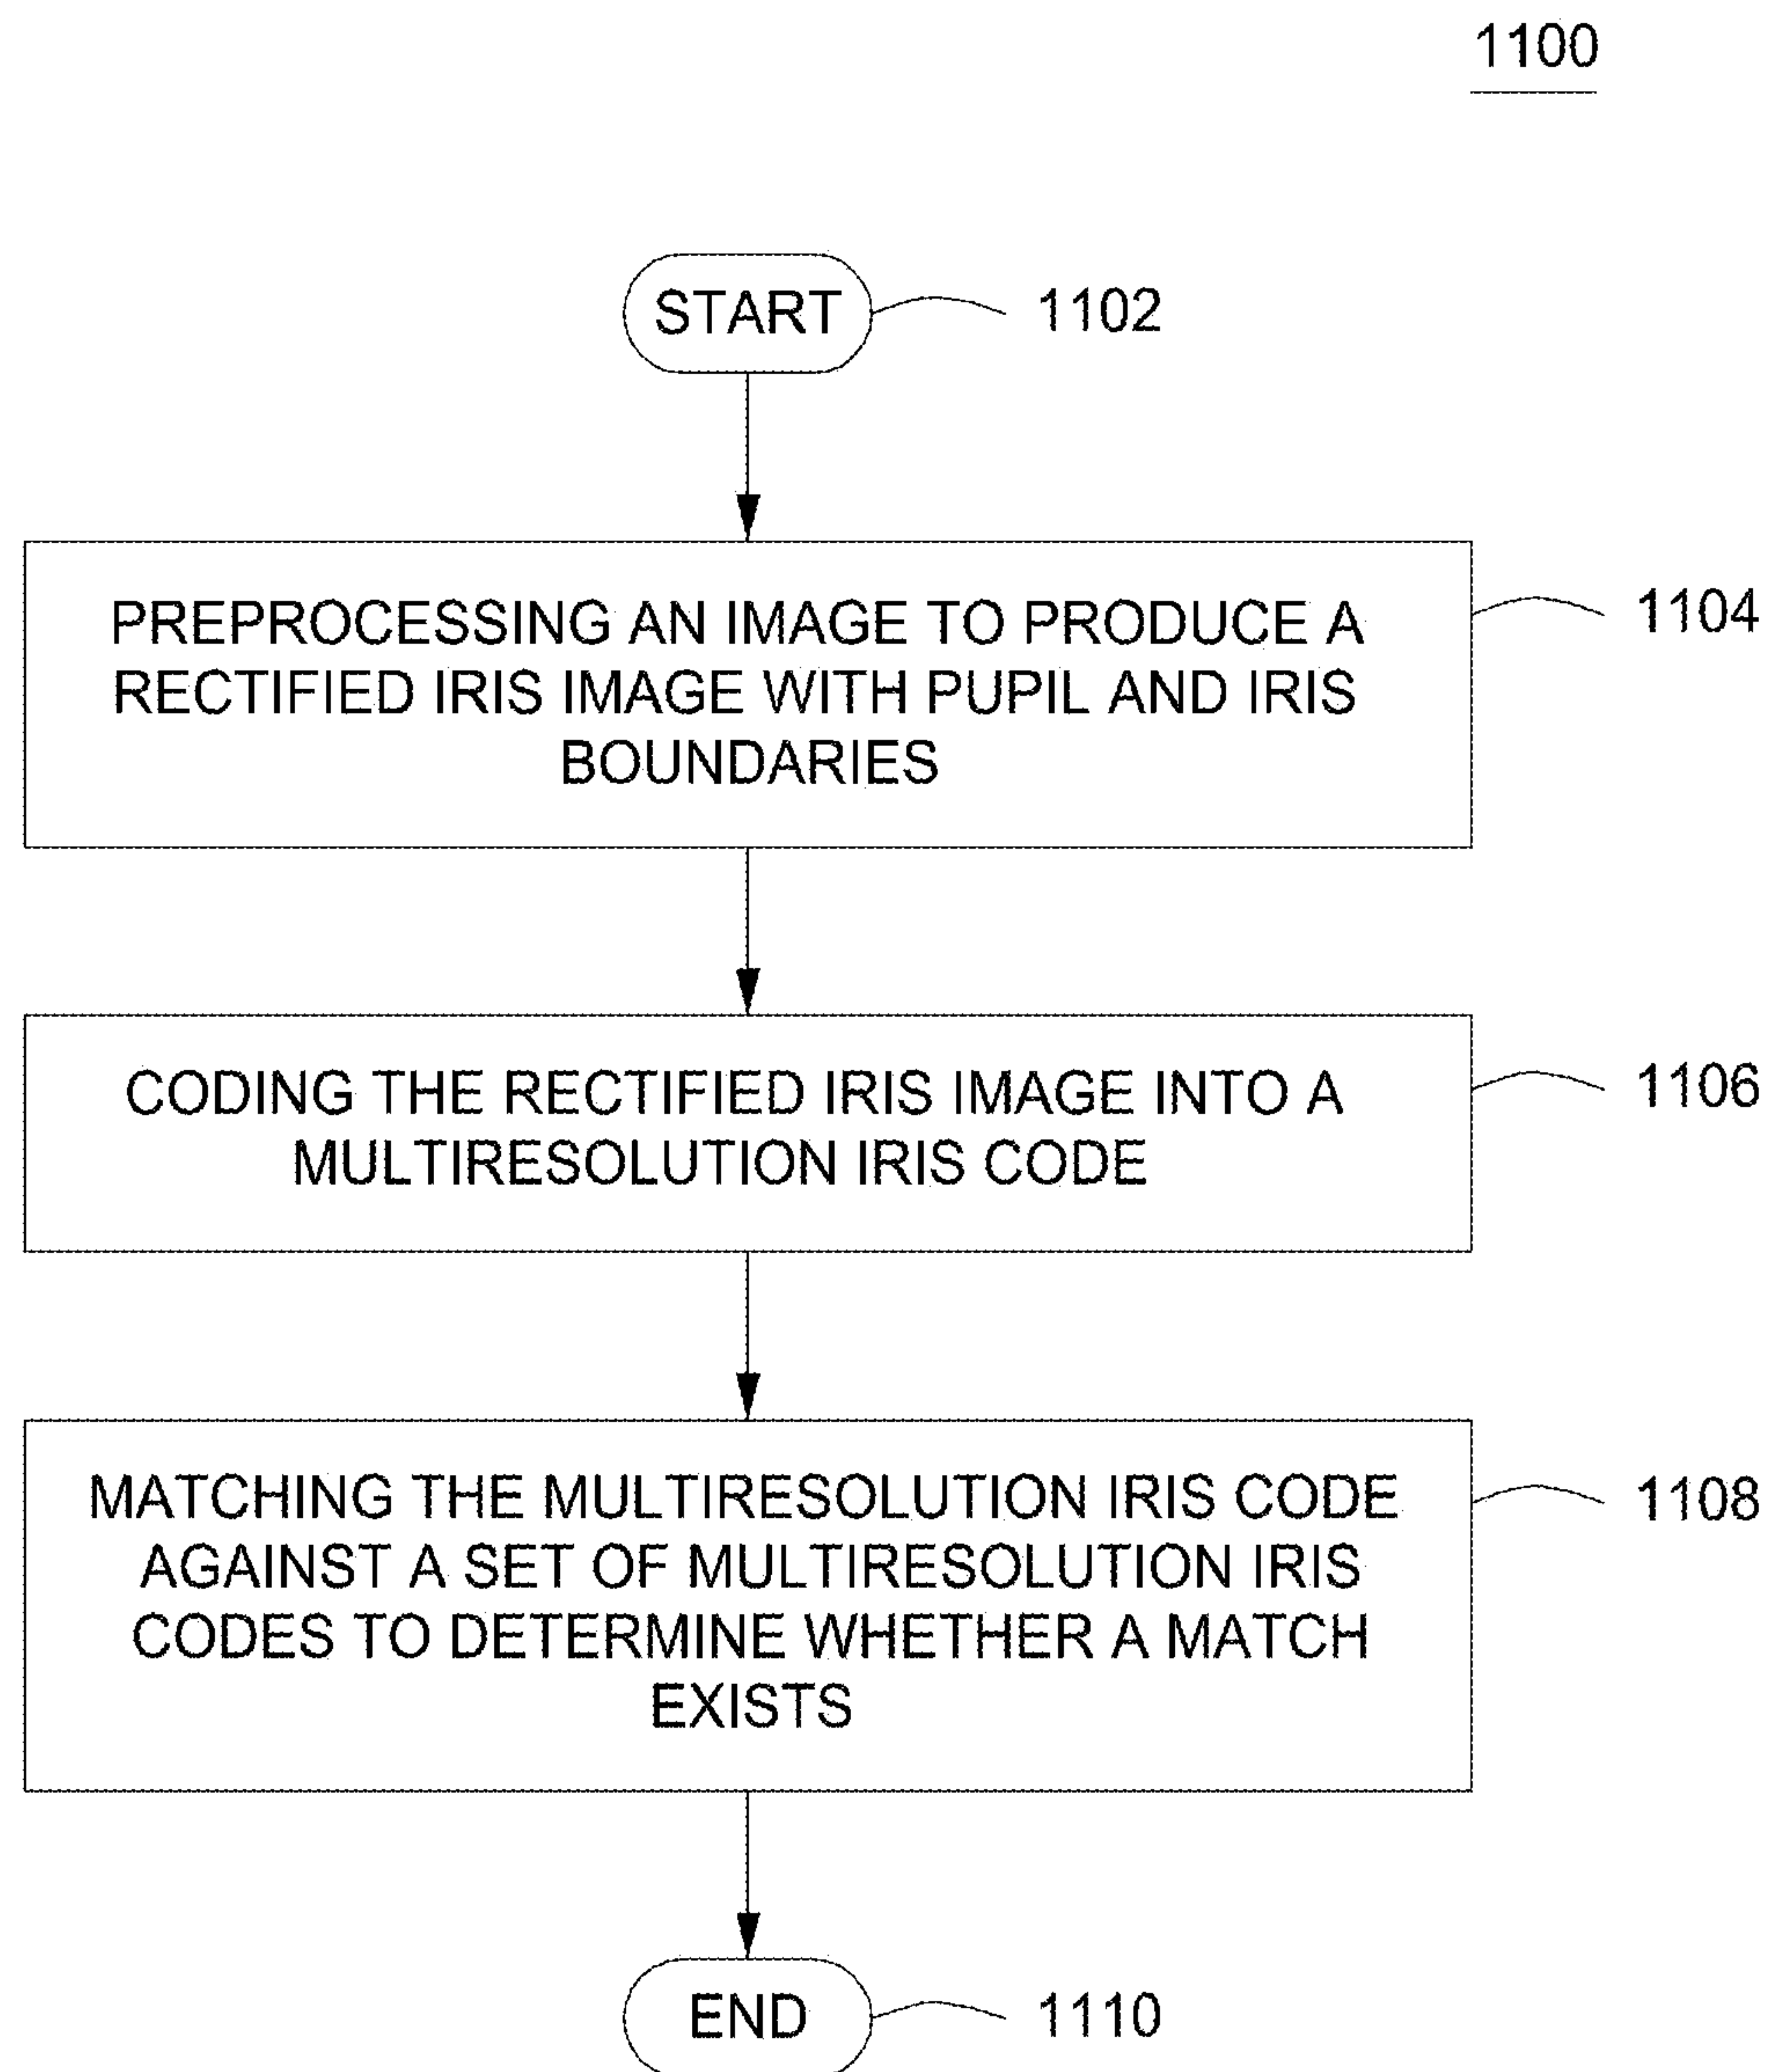 1100
START
1102
PREPROCESSING AN IMAGE TO PRODUCE A
RECTIFIED IRIS IMAGE WITH PUPIL AND IRIS
BOUNDARIES
1104
CODING THE RECTIFIED IRIS IMAGE INTO A
MULTIRESOLUTION IRIS CODE
1106
MATCHING THE MULTIRESOLUTION IRIS CODE
AGAINST A SET OF MULTIRESOLUTION IRIS
CODES TO DETERMINE WHETHER A MATCH
EXISTS
1108
END
1110